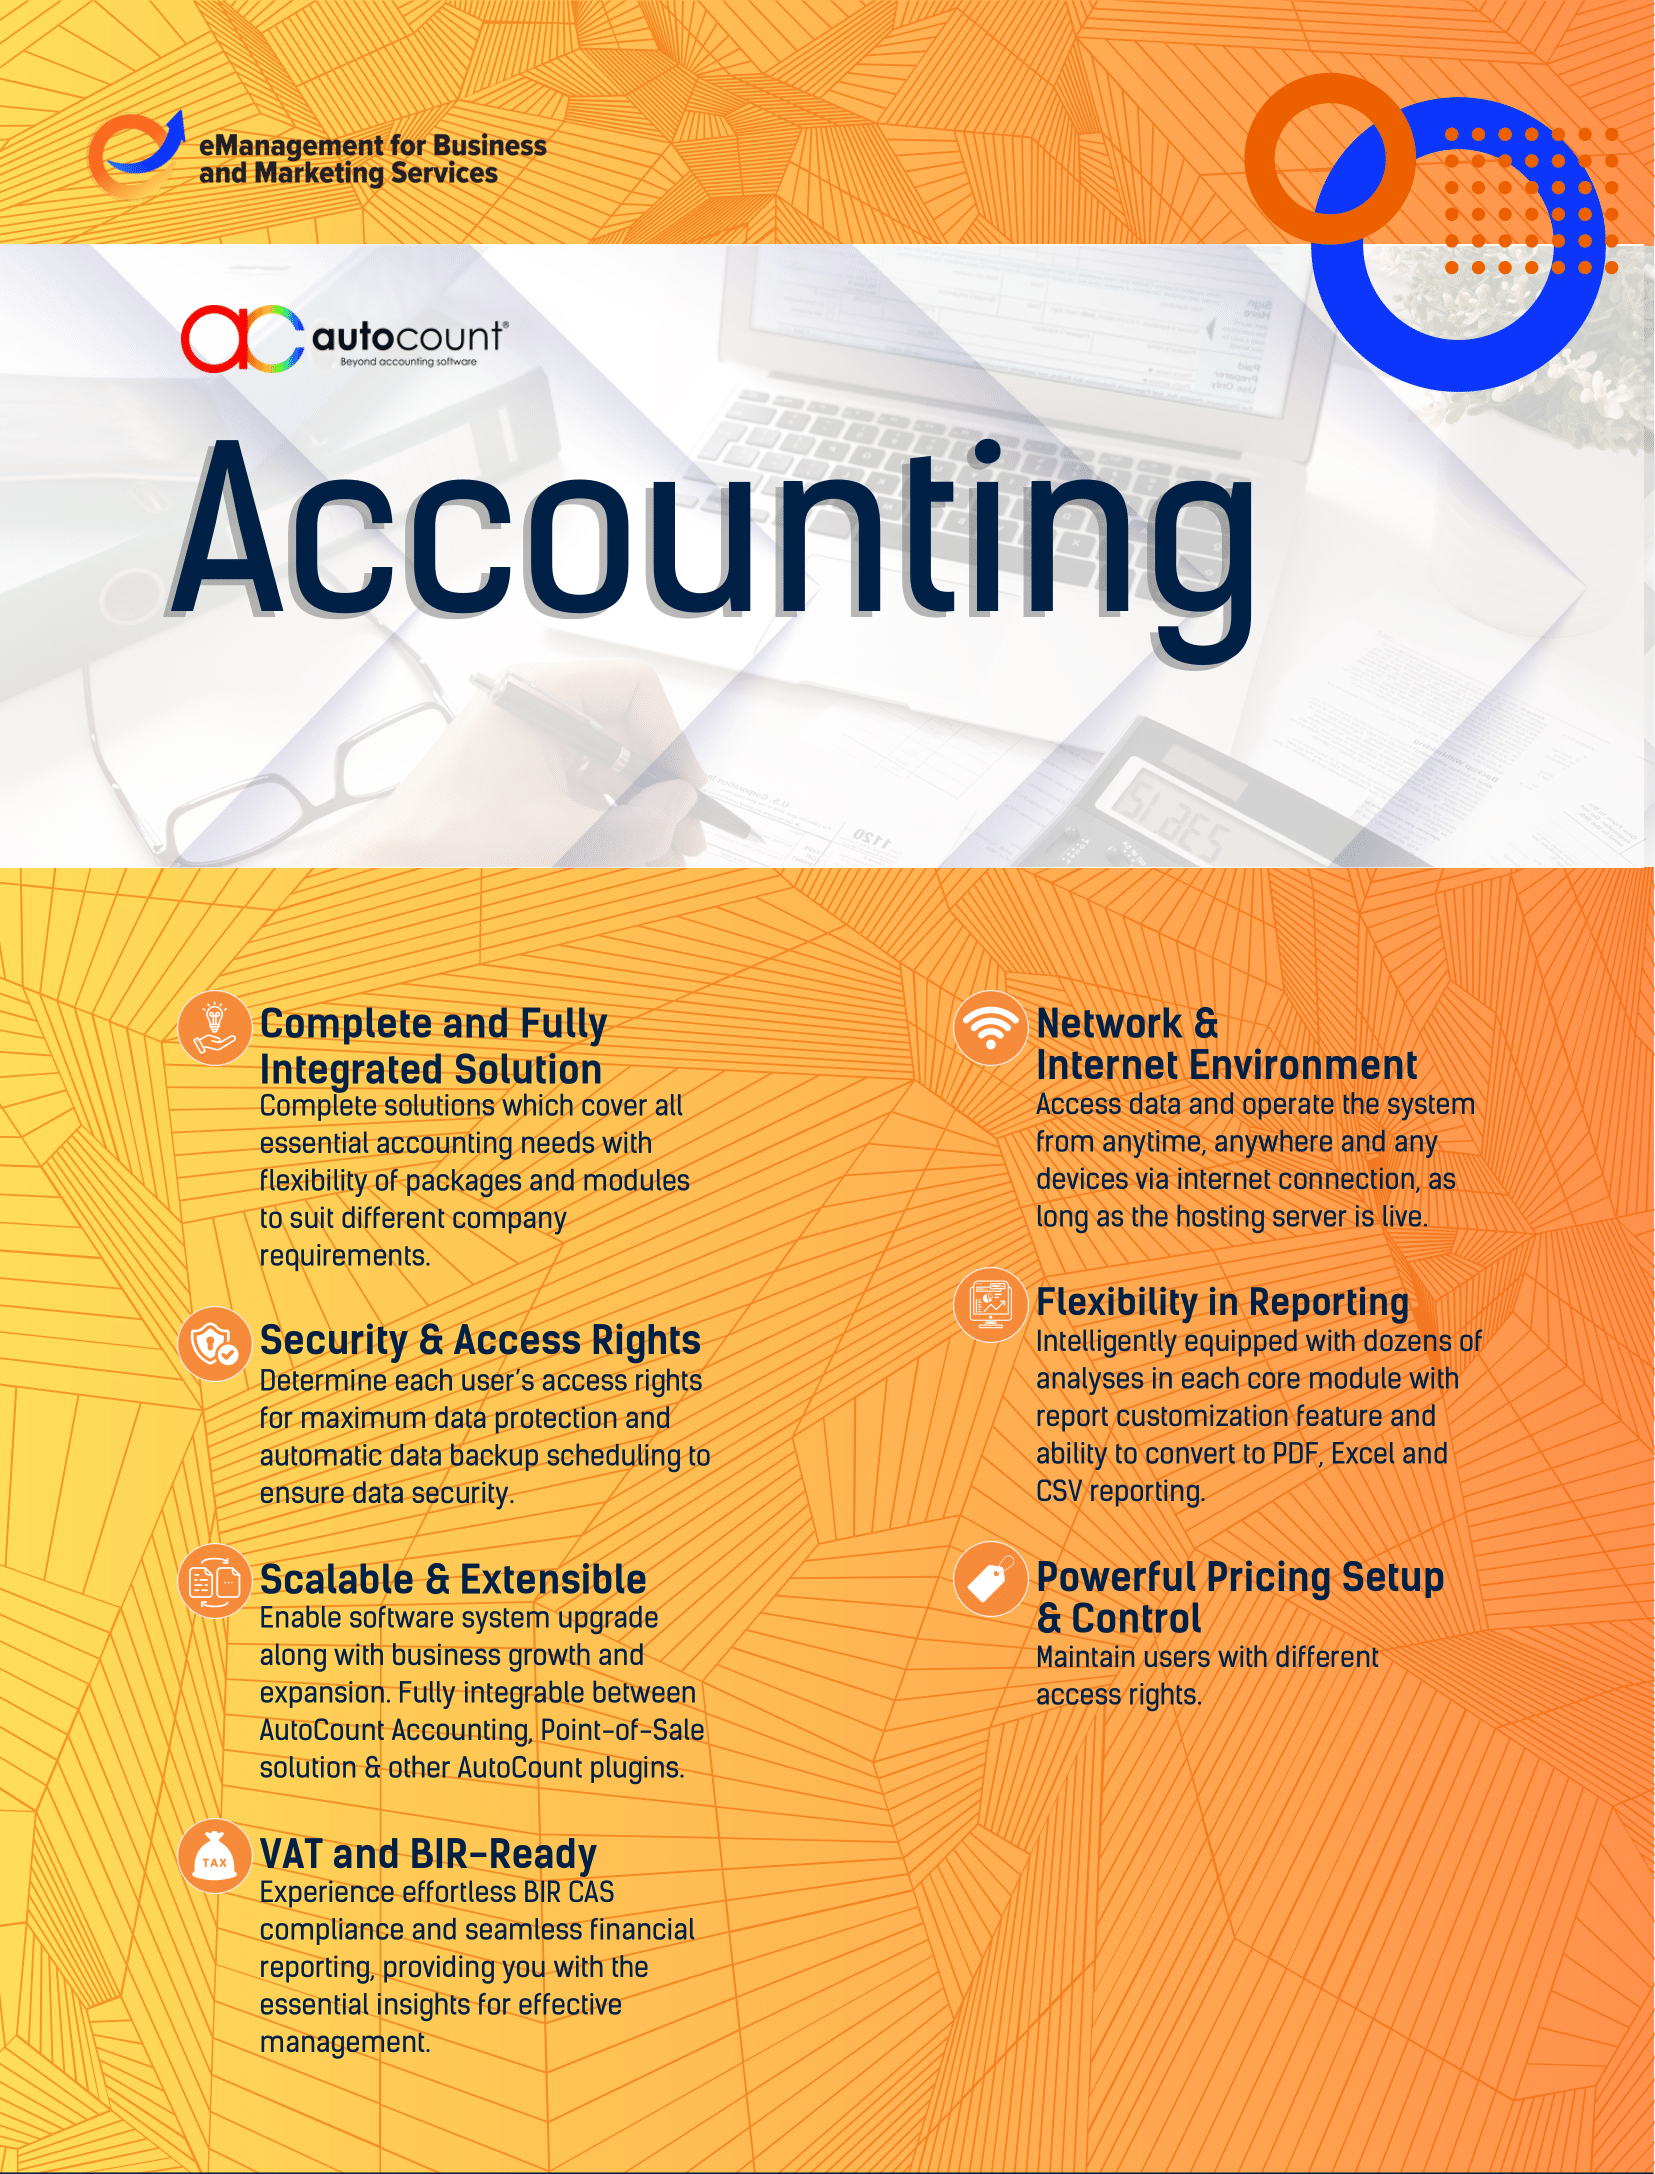 eManagement for Business
and Marketing Services
autocount®
Beyond accounting software
Accounting
Complete and Fully
Integrated Solution
Complete solutions which cover all
essential accounting needs with
flexibility of packages and modules
to suit different company
requirements.
Security & Access Rights
Determine each user's access rights
for maximum data protection and
automatic data backup scheduling to
ensure data security.
Scalable & Extensible
Enable software system upgrade
along with business growth and
expansion. Fully integrable between
AutoCount Accounting, Point-of-Sale
solution & other AutoCount plugins.
TAX
VAT and BIR-Ready
Experience effortless BIR CAS
compliance and seamless financial
reporting, providing you with the
essential insights for effective
management.
Network &
Internet Environment
Access data and operate the system
from anytime, anywhere and any
devices via internet connection, as
long as the hosting server is live.
Flexibility in Reporting
Intelligently equipped with dozens of
analyses in each core module with
report customization feature and
ability to convert to PDF, Excel and
CSV reporting.
Powerful Pricing Setup
& Control
Maintain users with different
access rights.